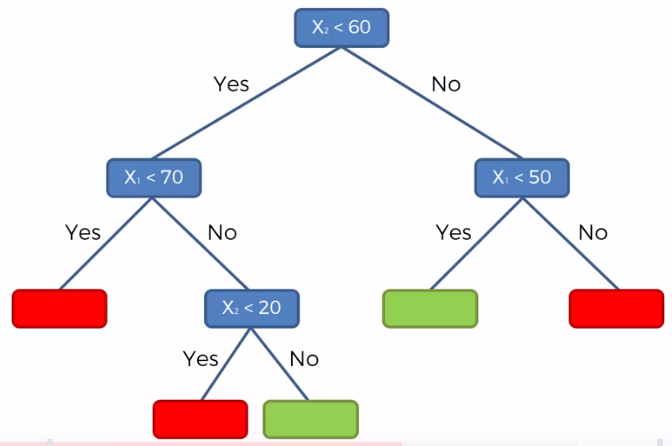 X₂ < 60
Yes
No
X₁ < 70
X₁ < 50
Yes
No
Yes
No
X₂ < 20
Yes
No